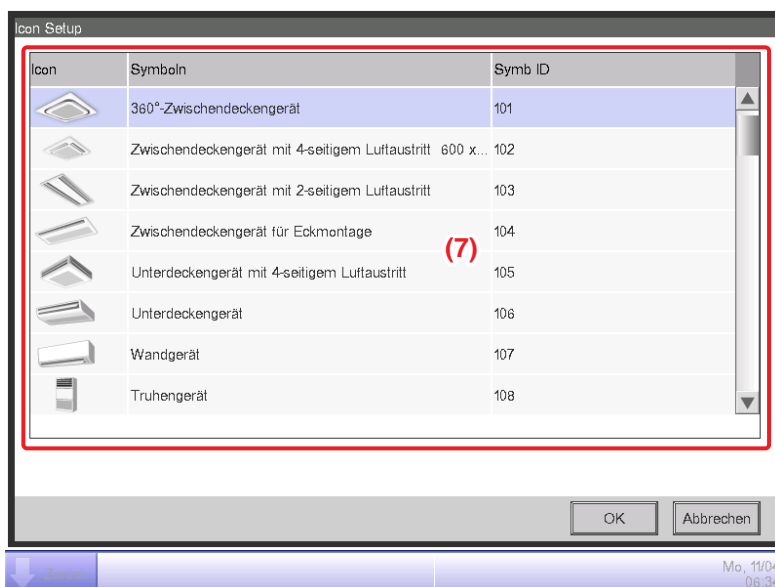 Icon Setup
Icon Symboln Symb ID
360°-Zwischendeckengerät 101
Zwischendeckengerät mit 4-seitigem Luftaustritt 600 x... 102
Zwischendeckengerät mit 2-seitigem Luftaustritt 103
Zwischendeckengerät für Eckmontage 104
(7)
Unterdeckengerät mit 4-seitigem Luftaustritt 105
Unterdeckengerät 106
Wandgerät 107
Truhengerät 108
OK Abbrechen
Mo, 11/04